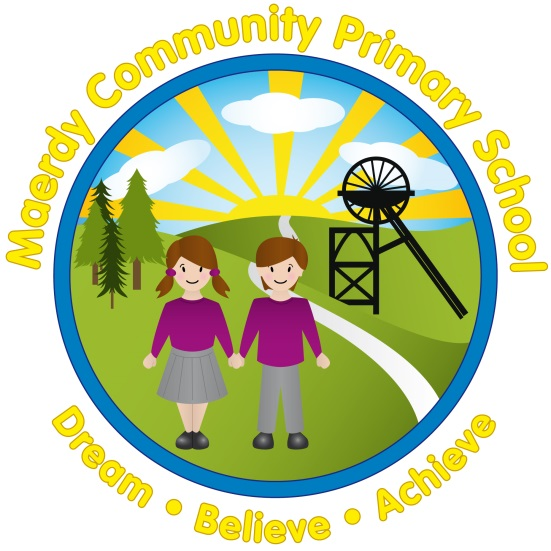 Maerdy Community Primary School
Dream • Believe • Achieve